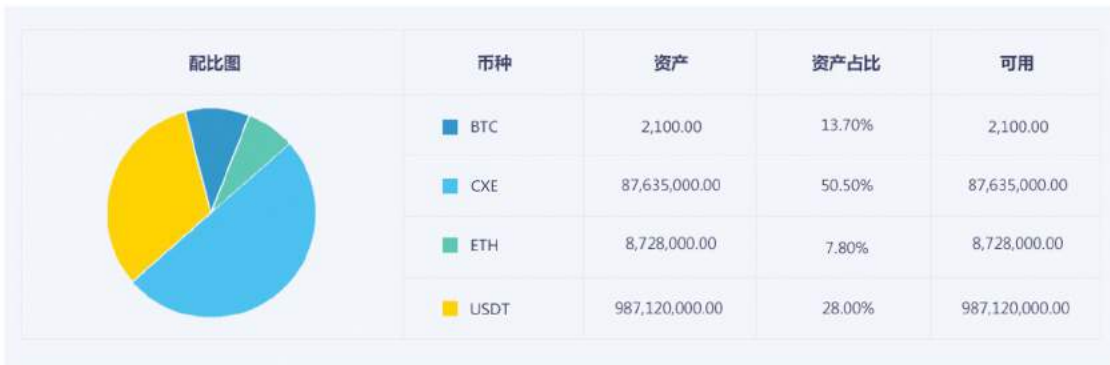 配比图 币种 资产 资产占比 可用
BTC 2,100.00 13.70% 2,100.00
CXE 87,635,000.00 50.50% 87,635,000.00
ETH 8,728,000.00 7.80% 8,728,000.00
USDT 987,120,000.00 28.00% 987,120,000.00